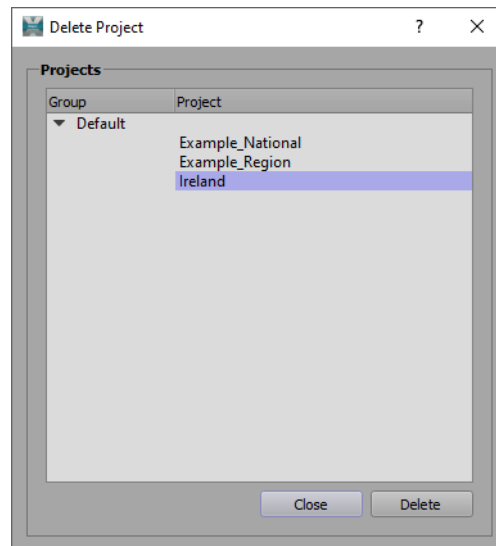 Delete Project ?
Projects
Group Project
Default
Example_National
Example_Region
Ireland
Close Delete